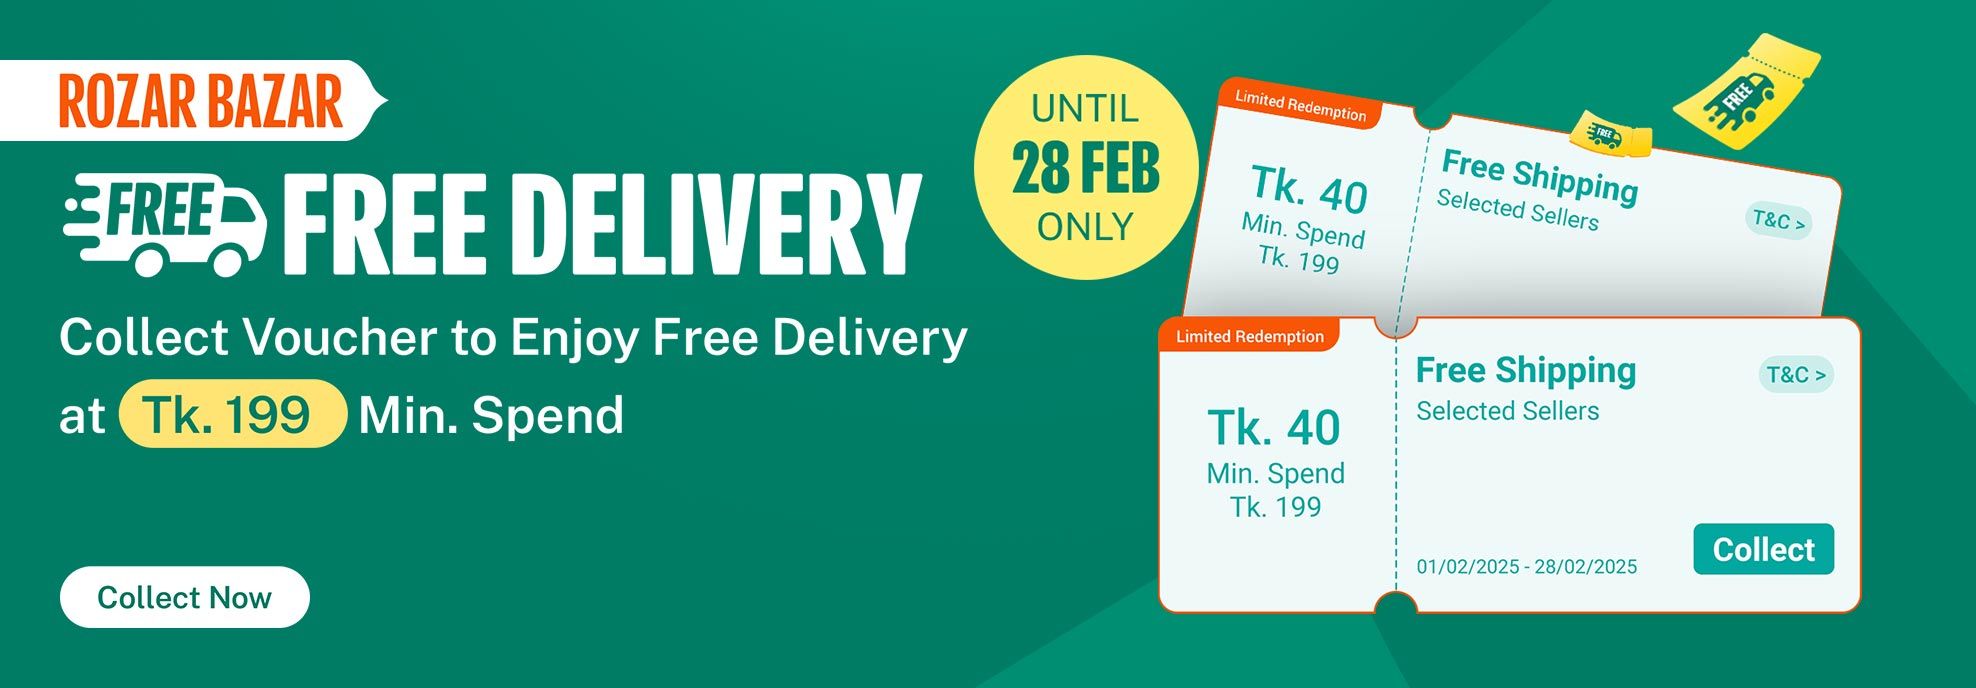 ROZAR BAZAR
FREE FREE DELIVERY
Collect Voucher to Enjoy Free Delivery
at Tk. 199 Min. Spend
Collect Now
UNTIL
28 FEB
ONLY
Limited Redemption
Tk. 40
Min. Spend
Tk. 199
Free Shipping
Selected Sellers
T&C >
FREE
FREE
Limited Redemption
Tk. 40
Min. Spend
Tk. 199
Free Shipping
Selected Sellers
T&C >
01/02/2025 - 28/02/2025
Collect